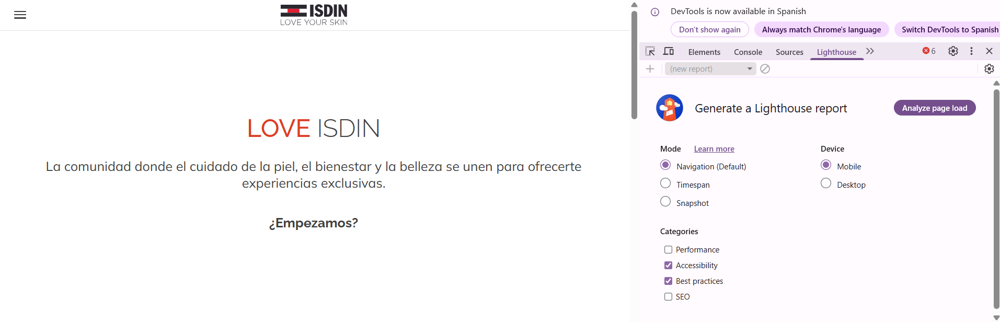 ISDIN
LOVE YOUR SKIN
LOVE ISDIN
La comunidad donde el cuidado de la piel, el bienestar y la belleza se unen para ofrecerte
experiencias exclusivas.
¿Empezamos?
DevTools is now available in Spanish
Don't show again
Always match Chrome's language
Switch DevTools to Spanish
Elements
Console
Sources
Lighthouse
6
(new report)
Generate a Lighthouse report
Analyze page load
Mode
Learn more
Device
Navigation (Default)
Mobile
Timespan
Desktop
Snapshot
Categories
Performance
Accessibility
Best practices
SEO